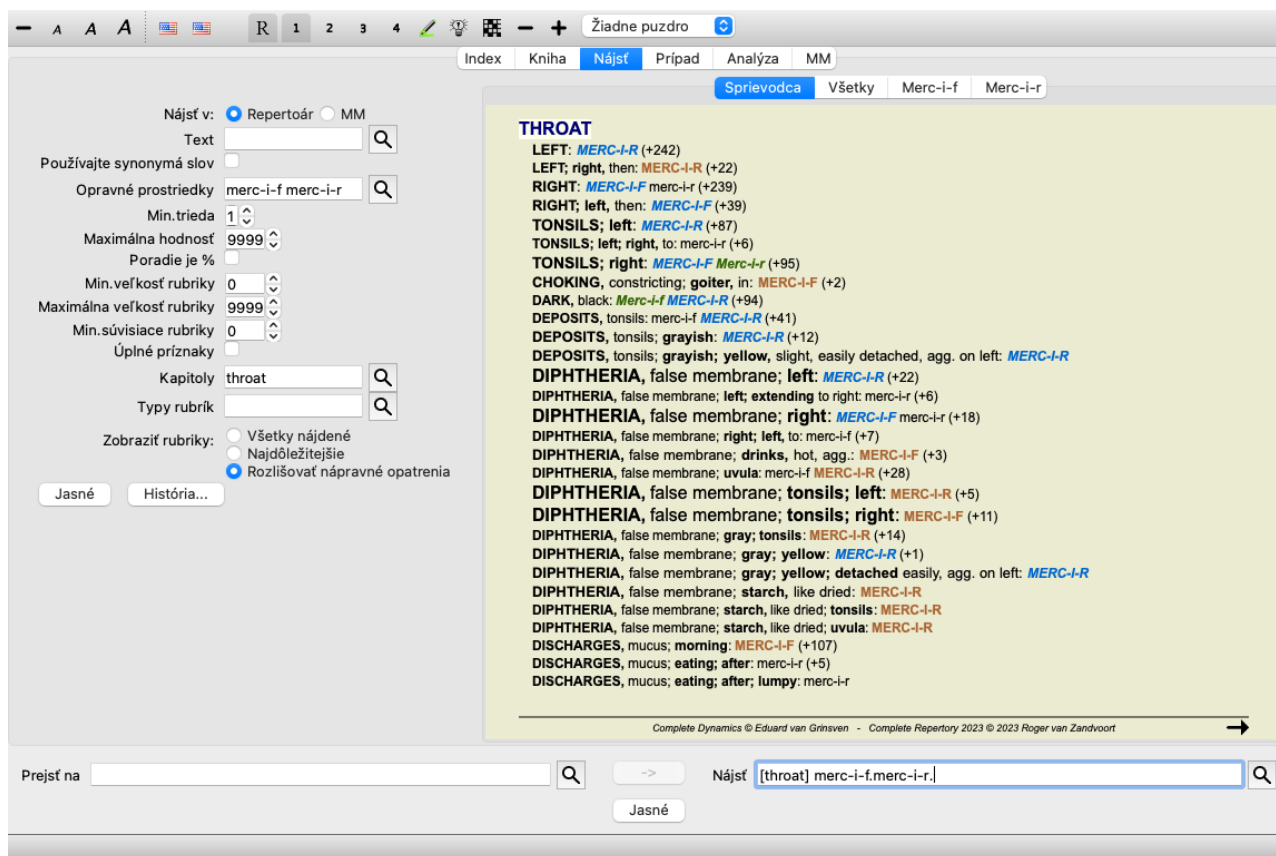 A A A R 1 2 3 4 Žiadne puzdro
Index Kniha Nájsť Prípad Analýza MM
Sprievodca Všetky Merc-i-f Merc-i-r
Nájsť v: Repertoár MM
Text
Používajte synonymá slov
Opravné prostriedky merc-i-f merc-i-r
Min.trieda 1
Maximálna hodnosť 9999
Poradie je %
Min.veľkosť rubriky 0
Maximálna veľkosť rubriky 9999
Min.súvisiace rubriky 0
Úplné príznaky
Kapitoly throat
Typy rubrík
Zobraziť rubriky: Všetky nájdené
Najdôležitejšie
Rozlišovať nápravné opatrenia
Jasné História...
THROAT
LEFT: MERC-I-R (+242)
LEFT; right, then: MERC-I-R (+22)
RIGHT: MERC-I-F merc-i-r (+239)
RIGHT; left, then: MERC-I-F (+39)
TONSILS; left: MERC-I-R (+87)
TONSILS; left; right, to: merc-i-r (+6)
TONSILS; right: MERC-I-F Merc-i-r (+95)
CHOKING, constricting; goiter, in: MERC-I-F (+2)
DARK, black: Merc-i-f MERC-I-R (+94)
DEPOSITS, tonsils: merc-i-f MERC-I-R (+41)
DEPOSITS, tonsils; grayish: MERC-I-R (+12)
DEPOSITS, tonsils; grayish; yellow, slight, easily detached, agg. on left: MERC-I-R
DIPHTHERIA, false membrane; left: MERC-I-R (+22)
DIPHTHERIA, false membrane; left; extending to right: merc-i-r (+6)
DIPHTHERIA, false membrane; right: MERC-I-F merc-i-r (+18)
DIPHTHERIA, false membrane; right; left, to: merc-i-f (+7)
DIPHTHERIA, false membrane; drinks, hot, agg.: MERC-I-F (+3)
DIPHTHERIA, false membrane; uvula: merc-i-f MERC-I-R (+28)
DIPHTHERIA, false membrane; tonsils; left: MERC-I-R (+5)
DIPHTHERIA, false membrane; tonsils; right: MERC-I-F (+11)
DIPHTHERIA, false membrane; gray; tonsils: MERC-I-R (+14)
DIPHTHERIA, false membrane; gray; yellow: MERC-I-R (+1)
DIPHTHERIA, false membrane; gray; yellow; detached easily, agg. on left: MERC-I-R
DIPHTHERIA, false membrane; starch, like dried: MERC-I-R
DIPHTHERIA, false membrane; starch, like dried; tonsils: MERC-I-R
DIPHTHERIA, false membrane; starch, like dried; uvula: MERC-I-R
DISCHARGES, mucus; morning: MERC-I-F (+107)
DISCHARGES, mucus; eating; after: merc-i-r (+5)
DISCHARGES, mucus; eating; after; lumpy: merc-i-r
Complete Dynamics © Eduard van Grinsven - Complete Repertory 2023 © 2023 Roger van Zandvoort
Prejsť na -> Nájsť [throat] merc-i-f.merc-i-r.
Jasné